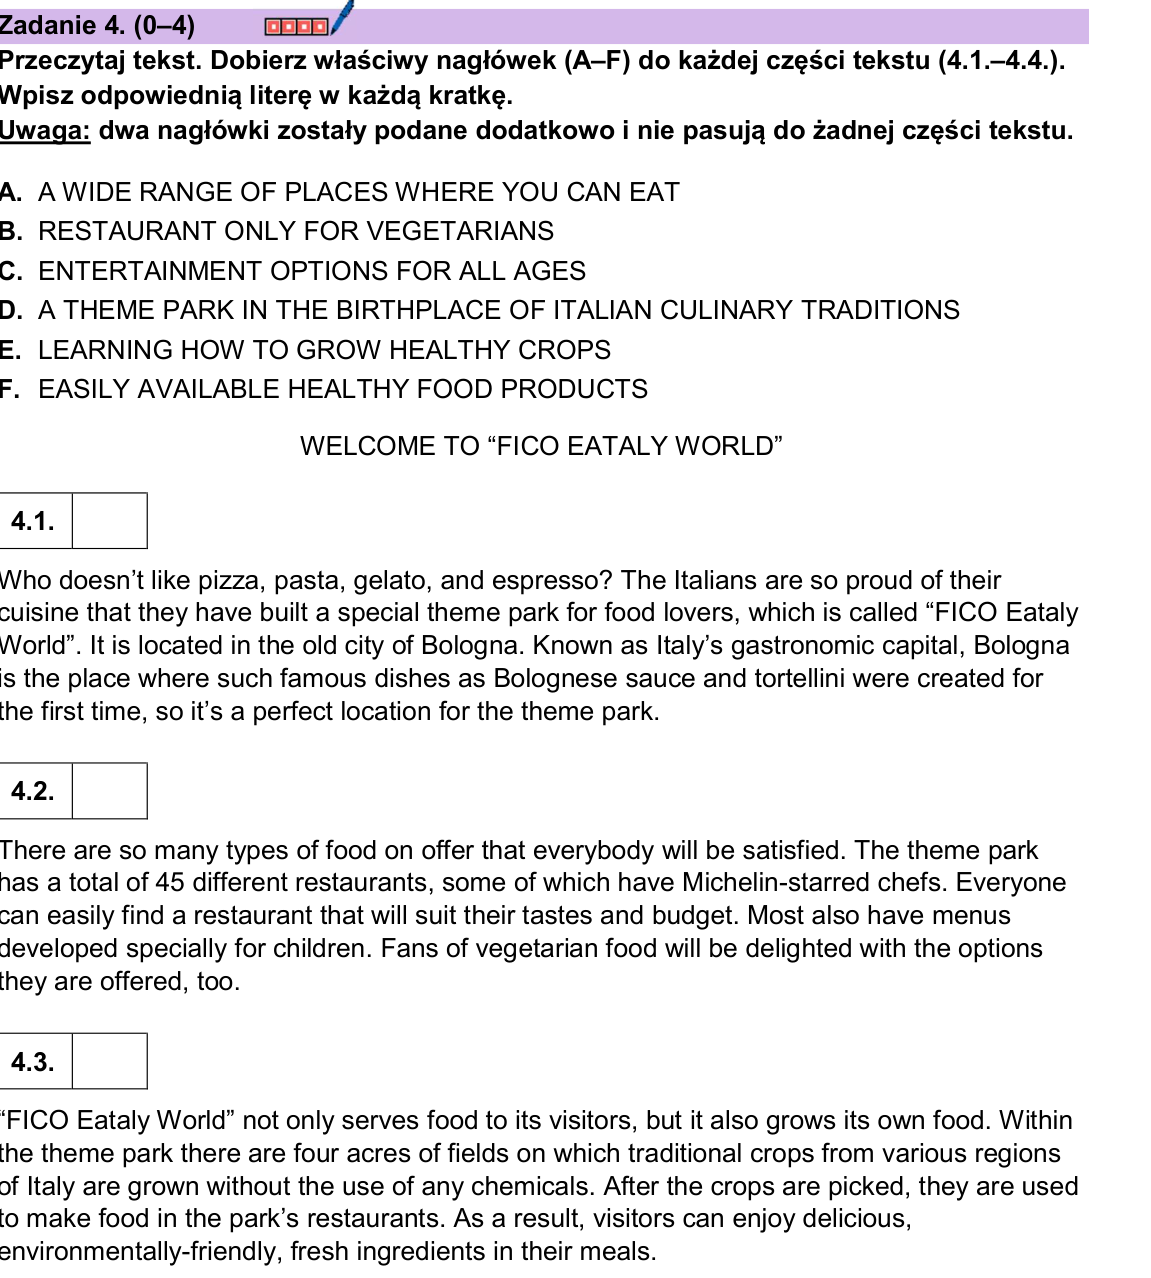 Zadanie 4. (0–4)
Przeczytaj tekst. Dobierz właściwy nagłówek (A–F) do każdej części tekstu (4.1.–4.4.).
Wpisz odpowiednią literę w każdą kratkę.
Uwaga: dwa nagłówki zostały podane dodatkowo i nie pasują do żadnej części tekstu.
A. A WIDE RANGE OF PLACES WHERE YOU CAN EAT
B. RESTAURANT ONLY FOR VEGETARIANS
C. ENTERTAINMENT OPTIONS FOR ALL AGES
D. A THEME PARK IN THE BIRTHPLACE OF ITALIAN CULINARY TRADITIONS
E. LEARNING HOW TO GROW HEALTHY CROPS
F. EASILY AVAILABLE HEALTHY FOOD PRODUCTS
WELCOME TO “FICO EATALY WORLD”
4.1.
Who doesn’t like pizza, pasta, gelato, and espresso? The Italians are so proud of their
cuisine that they have built a special theme park for food lovers, which is called “FICO Eataly
World”. It is located in the old city of Bologna. Known as Italy’s gastronomic capital, Bologna
is the place where such famous dishes as Bolognese sauce and tortellini were created for
the first time, so it’s a perfect location for the theme park.
4.2.
There are so many types of food on offer that everybody will be satisfied. The theme park
has a total of 45 different restaurants, some of which have Michelin-starred chefs. Everyone
can easily find a restaurant that will suit their tastes and budget. Most also have menus
developed specially for children. Fans of vegetarian food will be delighted with the options
they are offered, too.
4.3.
“FICO Eataly World” not only serves food to its visitors, but it also grows its own food. Within
the theme park there are four acres of fields on which traditional crops from various regions
of Italy are grown without the use of any chemicals. After the crops are picked, they are used
to make food in the park’s restaurants. As a result, visitors can enjoy delicious,
environmentally-friendly, fresh ingredients in their meals.